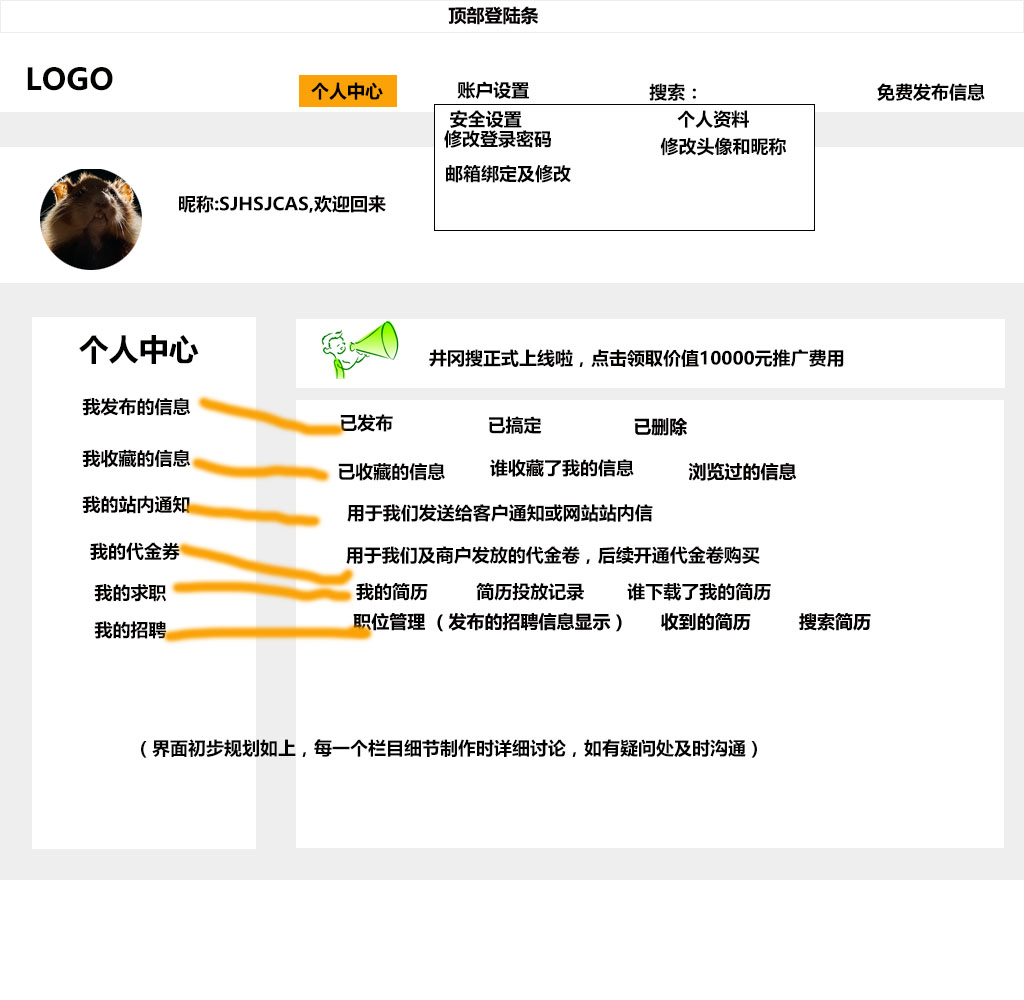 顶部登陆条
LOGO
个人中心
账户设置
搜索：
免费发布信息
安全设置
个人资料
修改登录密码
修改头像和昵称
邮箱绑定及修改
昵称:SJHSJCAS,欢迎回来
个人中心
井冈搜正式上线啦，点击领取价值10000元推广费用
我发布的信息
已发布 已搞定 已删除
我收藏的信息
已收藏的信息 谁收藏了我的信息 浏览过的信息
我的站内通知
用于我们发送给客户通知或网站站内信
我的代金券
用于我们及商户发放的代金卷，后续开通代金卷购买
我的求职
我的简历 简历投放记录 谁下载了我的简历
我的招聘
职位管理（发布的招聘信息显示） 收到的简历 搜索简历
（界面初步规划如上，每一个栏目细节制作时详细讨论，如有疑问处及时沟通）